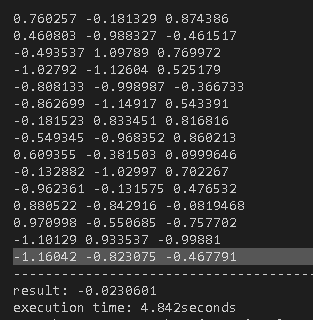 0.760257 -0.181329 0.874386
0.460803 -0.988327 -0.461517
-0.493537 1.09789 0.769972
-1.02792 -1.12604 0.525179
-0.808133 -0.998987 -0.366733
-0.862699 -1.14917 0.543391
-0.181523 0.833451 0.816816
-0.549345 -0.968352 0.860213
0.609355 -0.381503 0.0999646
-0.132882 -1.02997 0.702267
-0.962361 -0.131575 0.476532
0.880522 -0.842916 -0.0819468
0.970998 -0.550685 -0.757702
-1.10129 0.933537 -0.99881
-1.16042 -0.823075 -0.467791
---------------------------------------
result: -0.0230601
execution time: 4.842seconds